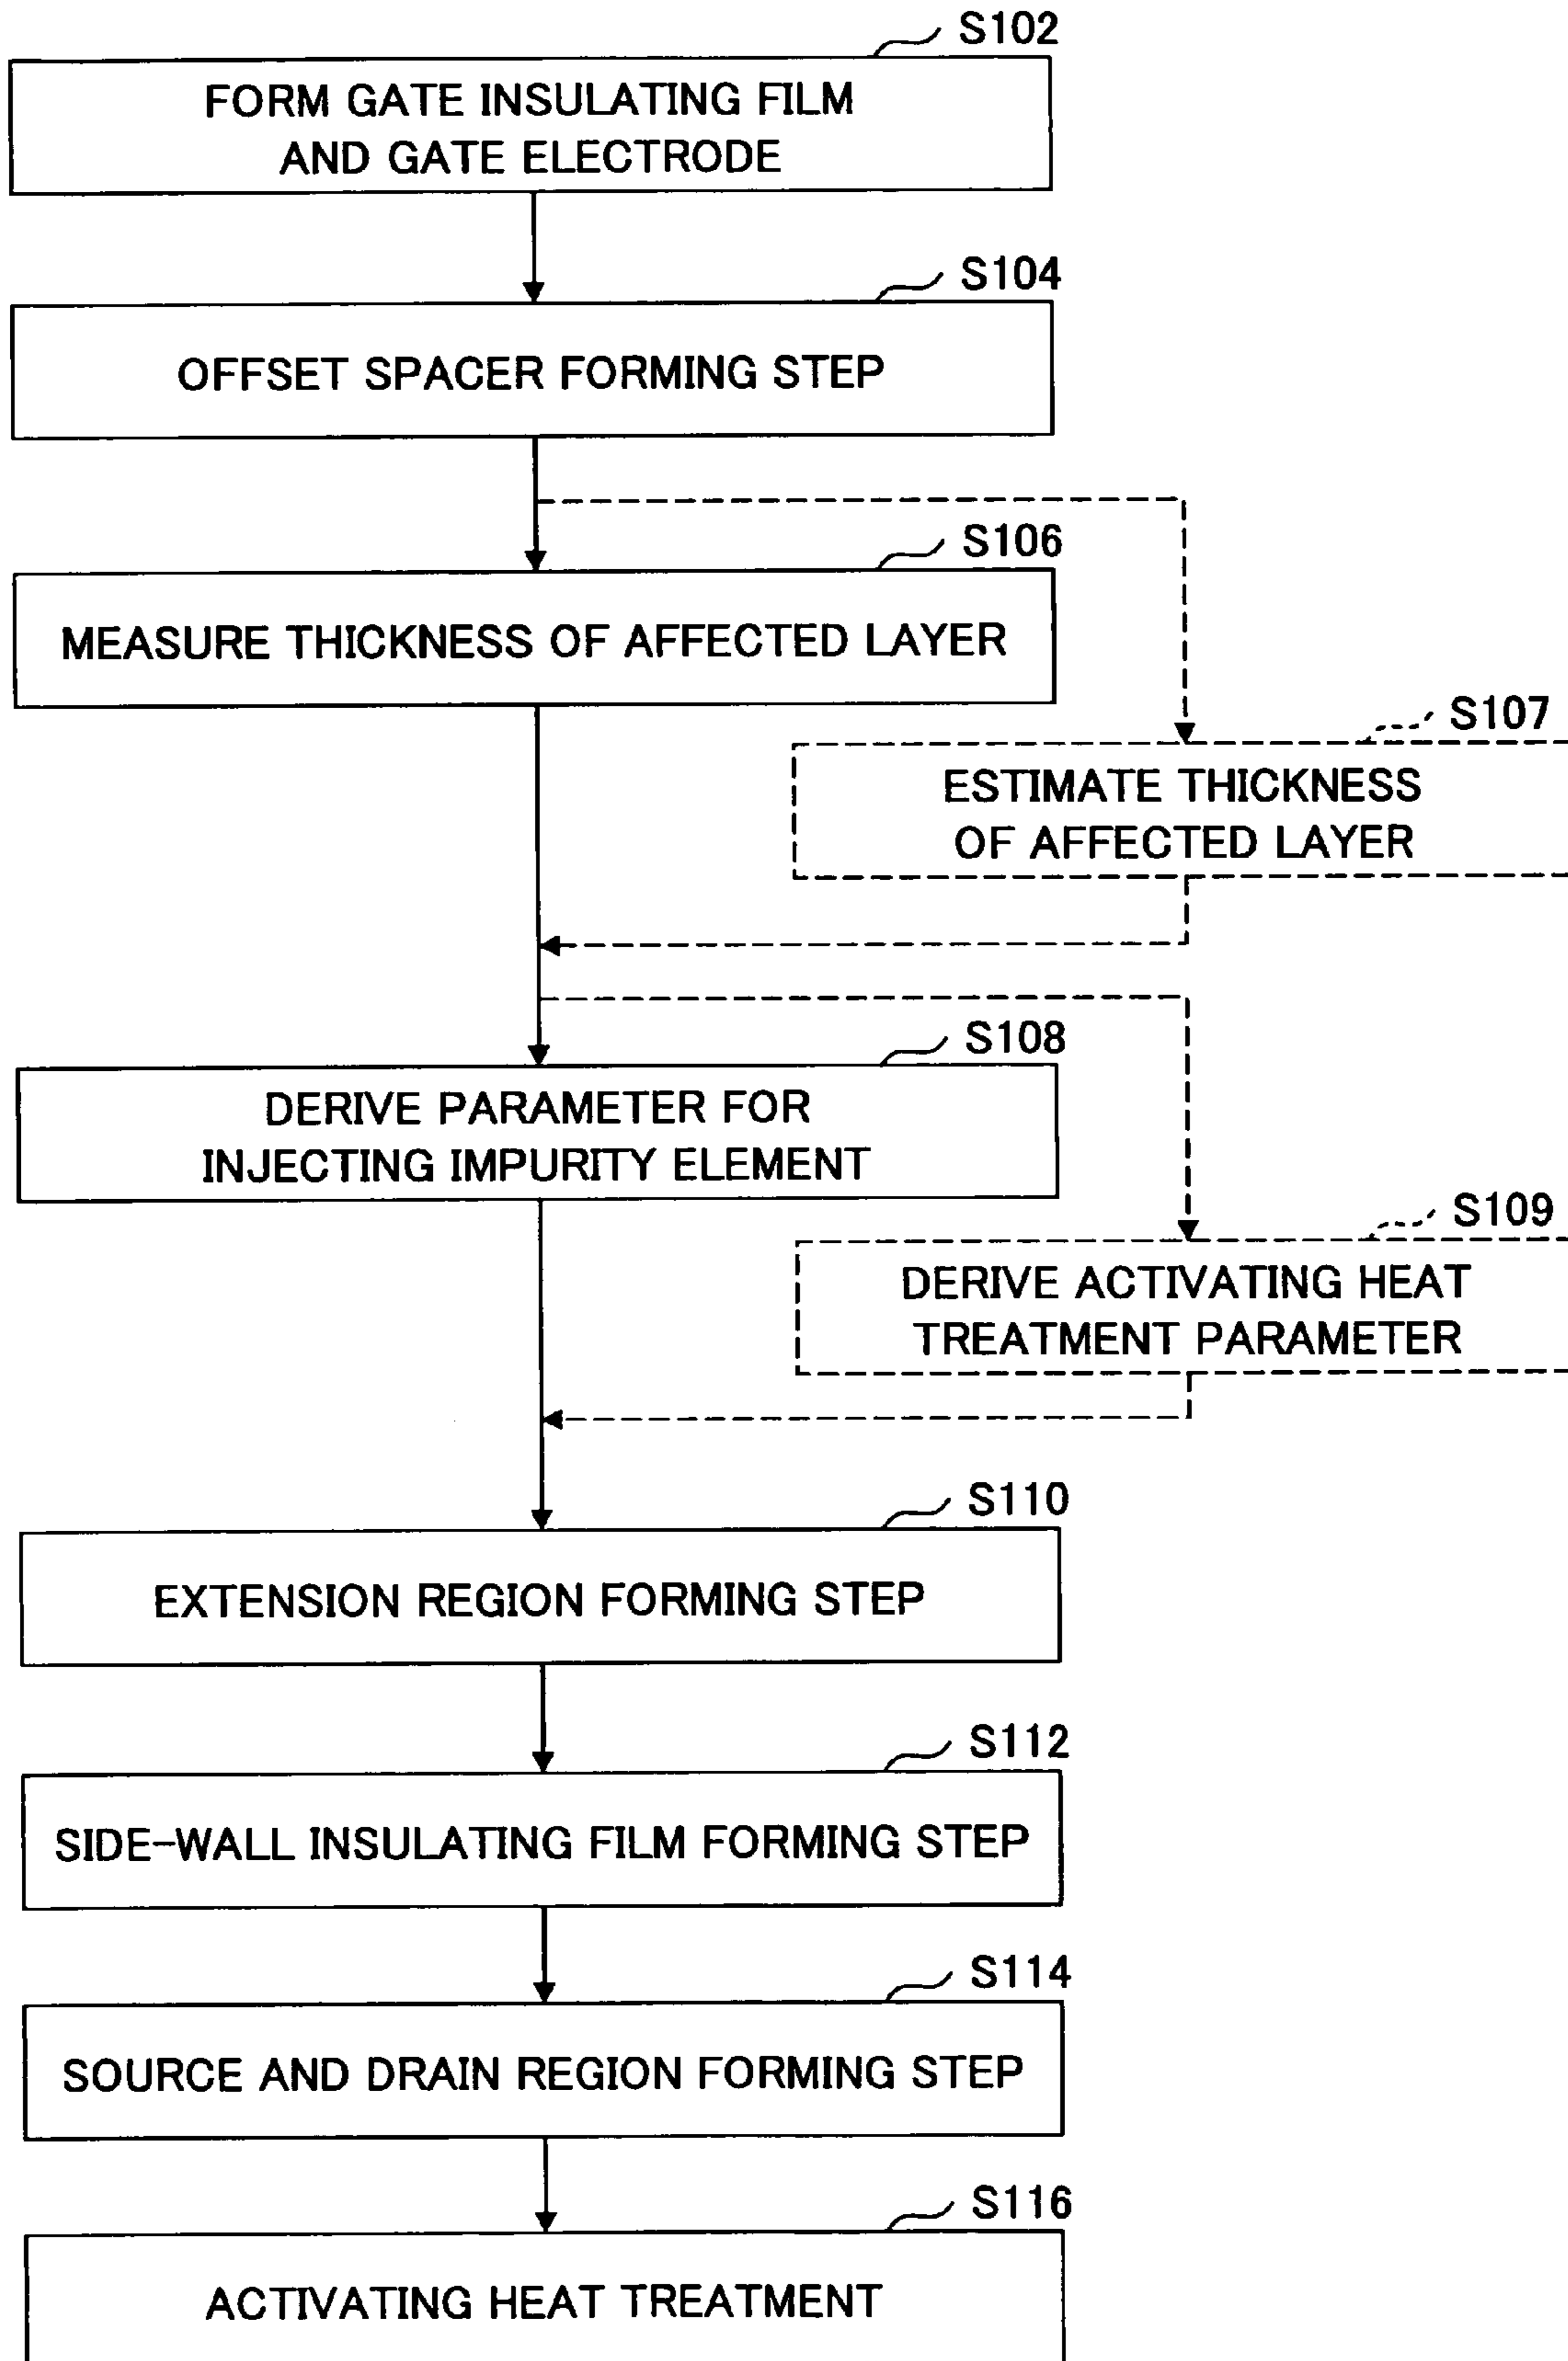 S102
FORM GATE INSULATING FILM
AND GATE ELECTRODE
S104
OFFSET SPACER FORMING STEP
S106
MEASURE THICKNESS OF AFFECTED LAYER
S107
ESTIMATE THICKNESS
OF AFFECTED LAYER
S108
DERIVE PARAMETER FOR
INJECTING IMPURITY ELEMENT
S109
DERIVE ACTIVATING HEAT
TREATMENT PARAMETER
S110
EXTENSION REGION FORMING STEP
S112
SIDE-WALL INSULATING FILM FORMING STEP
S114
SOURCE AND DRAIN REGION FORMING STEP
S116
ACTIVATING HEAT TREATMENT